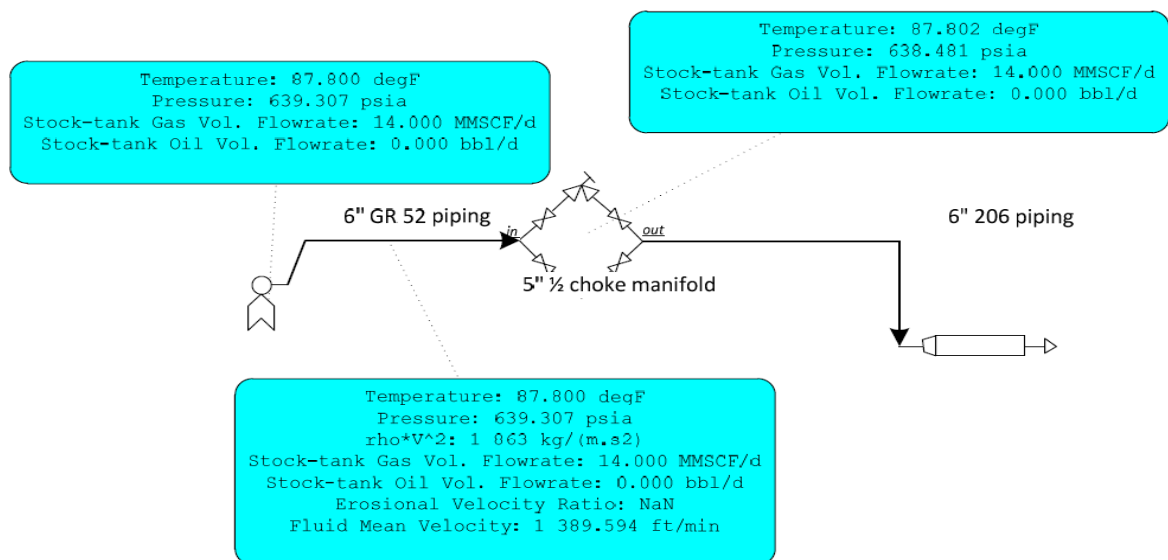 Temperature: 87.800 degF
Pressure: 639.307 psia
Stock-tank Gas Vol. Flowrate: 14.000 MMSCF/d
Stock-tank Oil Vol. Flowrate: 0.000 bbl/d
Temperature: 87.802 degF
Pressure: 638.481 psia
Stock-tank Gas Vol. Flowrate: 14.000 MMSCF/d
Stock-tank Oil Vol. Flowrate: 0.000 bbl/d
6" GR 52 piping
in
out
6" 206 piping
5" ½ choke manifold
Temperature: 87.800 degF
Pressure: 639.307 psia
rho*V^2: 1 863 kg/(m.s2)
Stock-tank Gas Vol. Flowrate: 14.000 MMSCF/d
Stock-tank Oil Vol. Flowrate: 0.000 bbl/d
Erosional Velocity Ratio: NaN
Fluid Mean Velocity: 1 389.594 ft/min